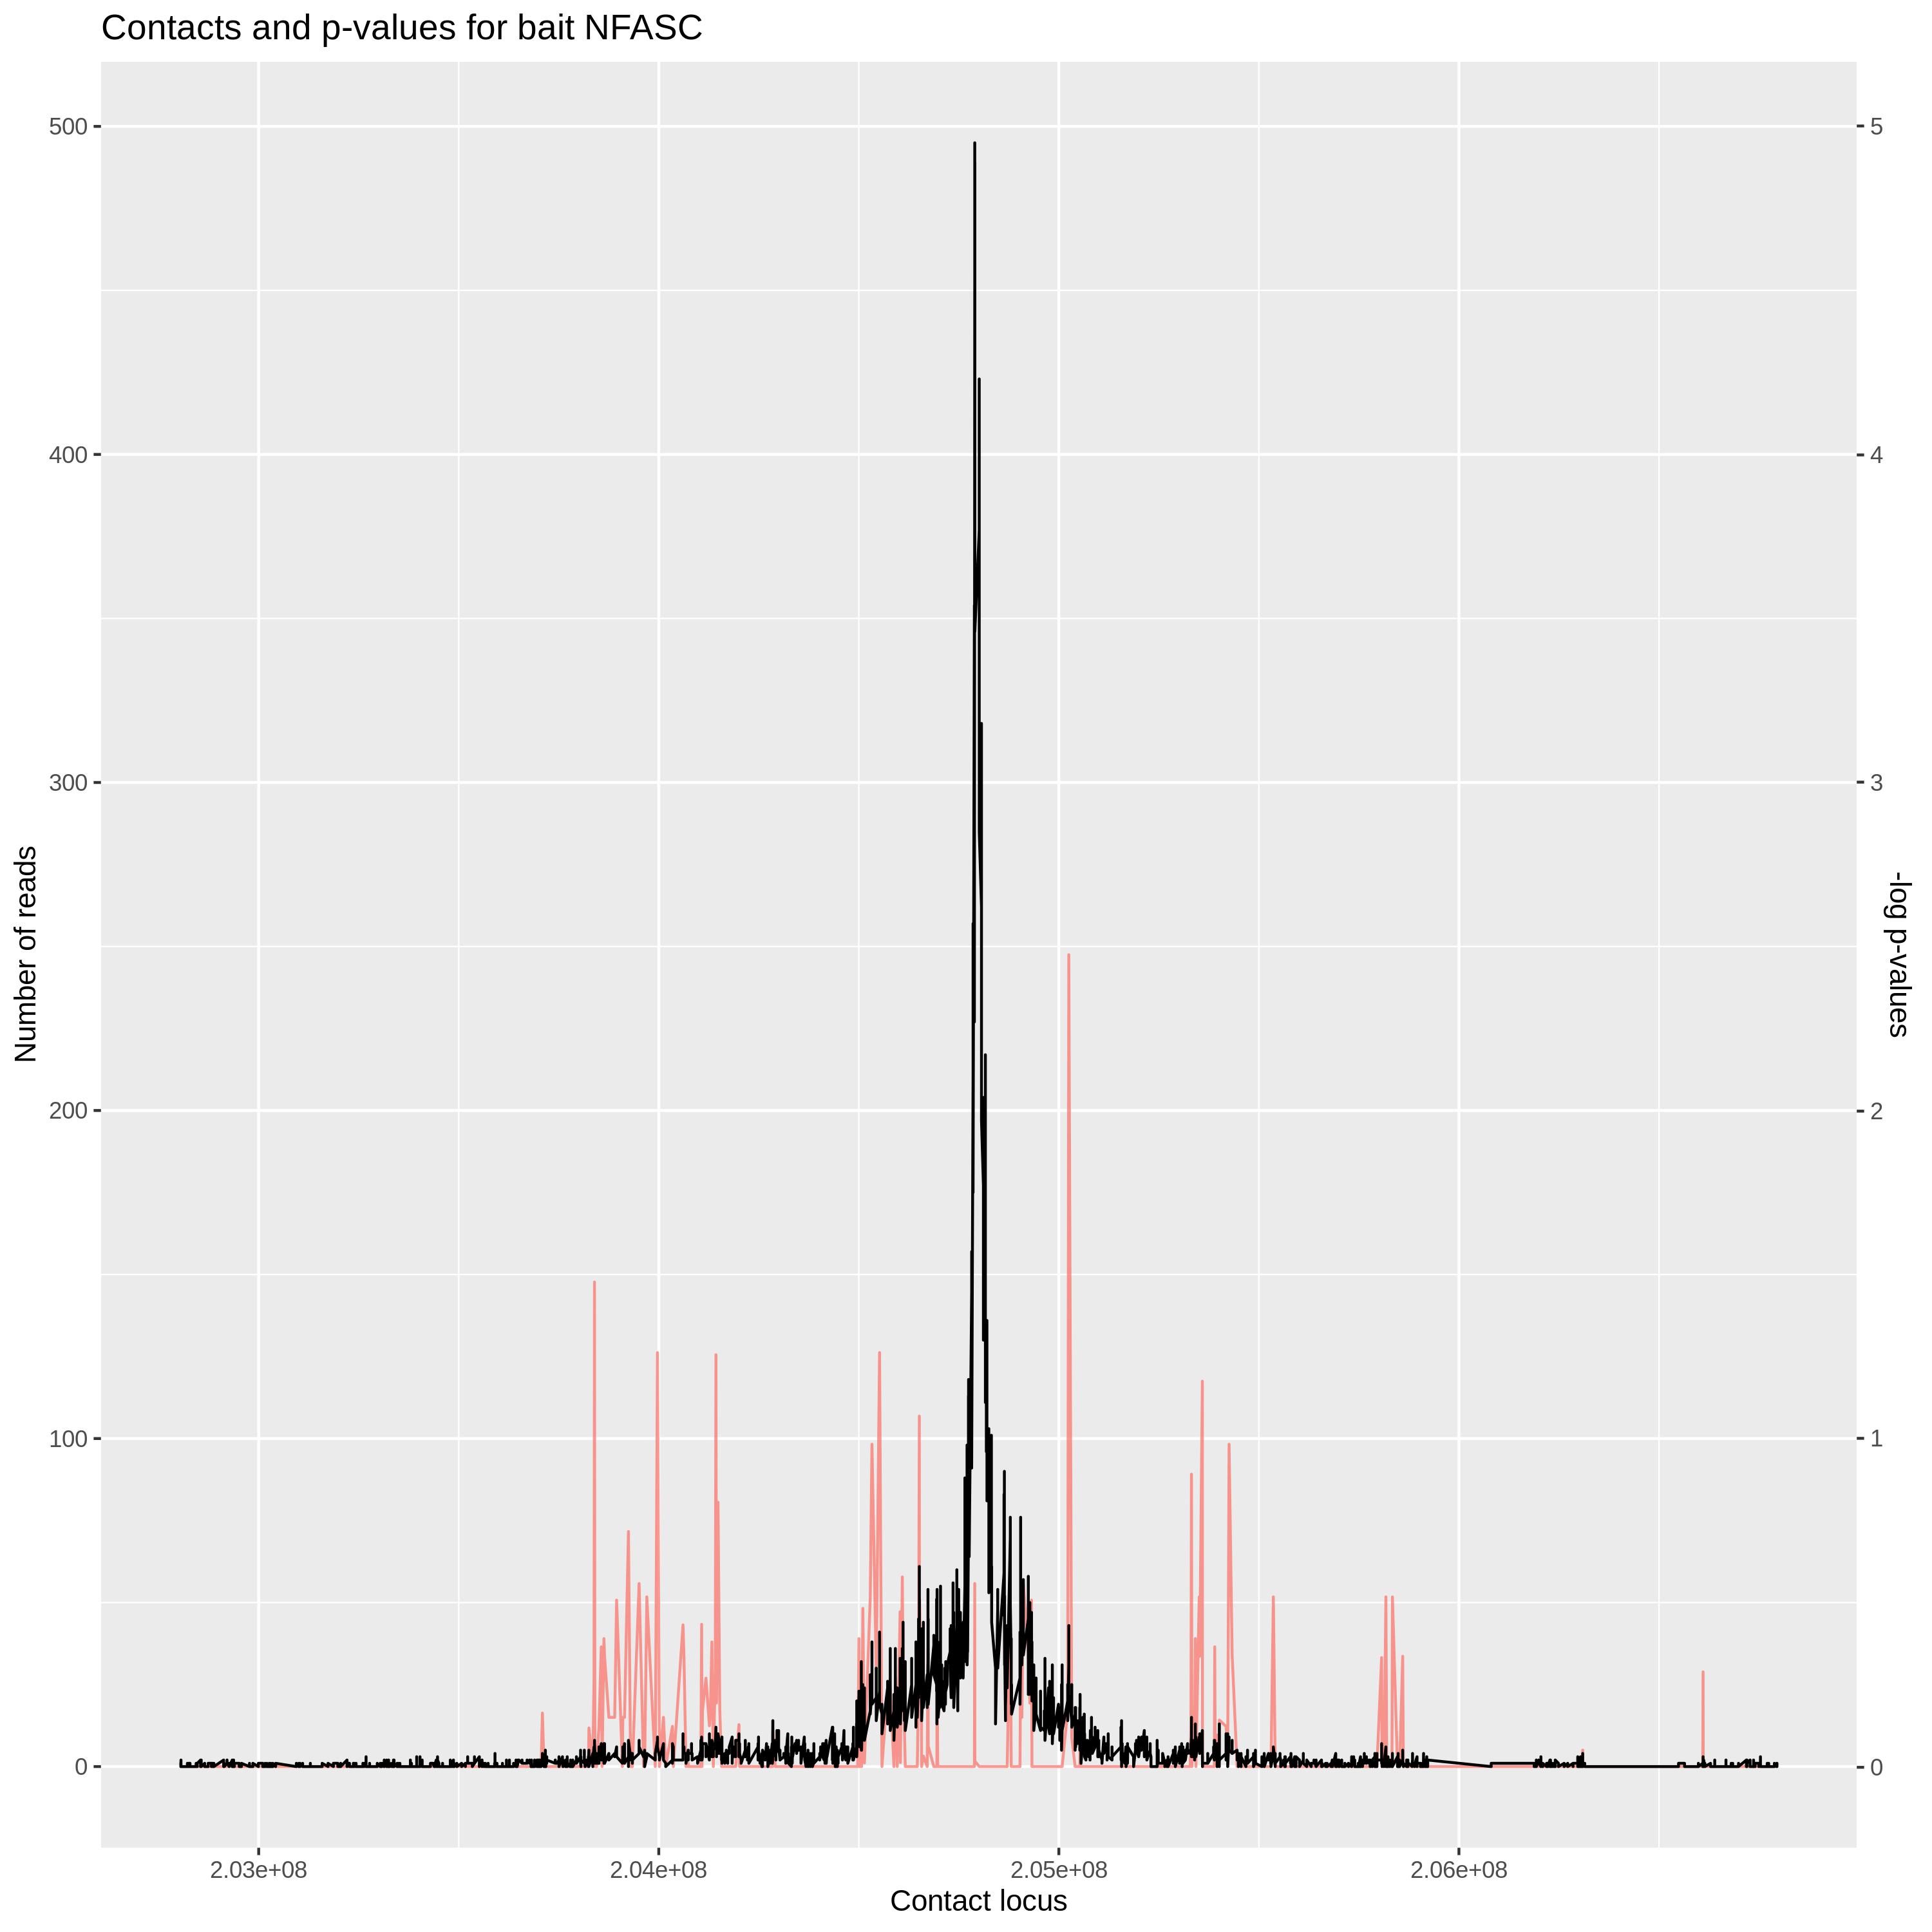 Contacts and p-values for bait NFASC
500
400
300
200
100
0
Number of reads
5
4
3
2
1
0
-log p-values
2.03e+08
2.04e+08
2.05e+08
2.06e+08
Contact locus